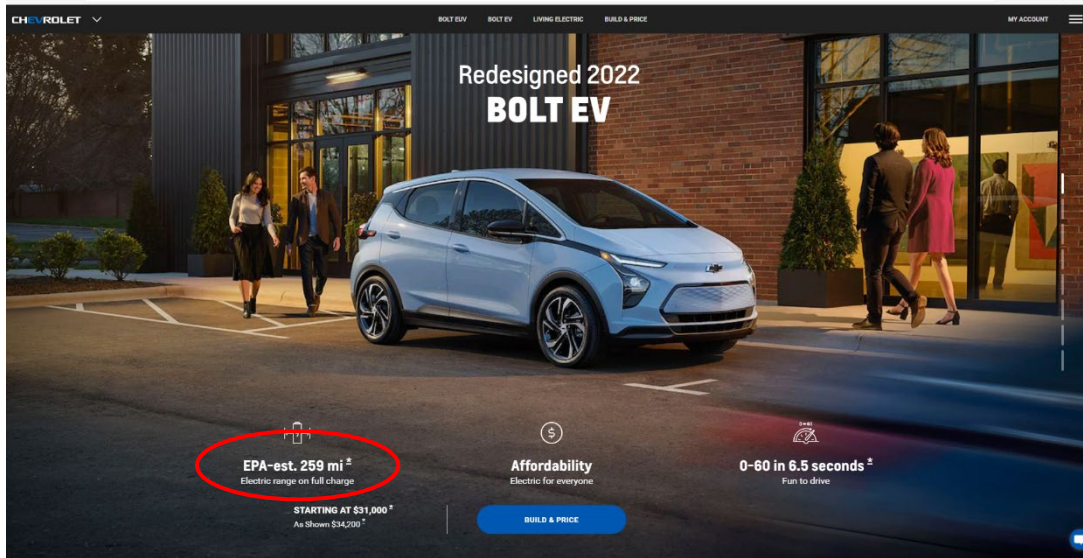 CHEVROLET
BOLT EUV BOLT EV LIVING ELECTRIC BUILD & PRICE
MY ACCOUNT
Redesigned 2022
BOLT EV
EPA-est. 259 mi *
Electric range on full charge
STARTING AT $31,000 *
As Shown $34,200 *
$
Affordability
Electric for everyone
BUILD & PRICE
0-60 in 6.5 seconds *
Fun to drive